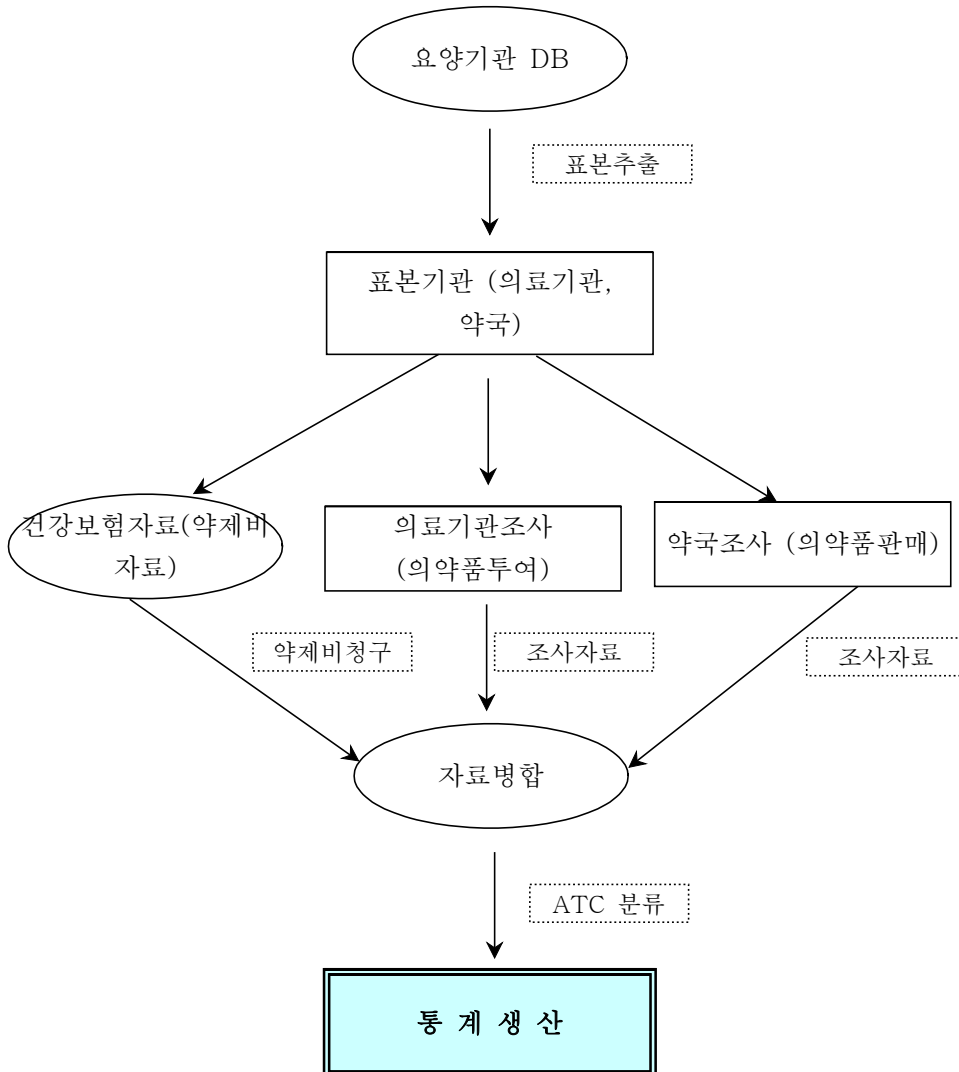 요양기관 DB
표본추출
표본기관 (의료기관,
약국)
건강보험자료(약제비
자료)
의료기관조사
(의약품투여)
약국조사 (의약품판매)
약제비청구
조사자료
조사자료
자료병합
ATC 분류
통 계 생 산